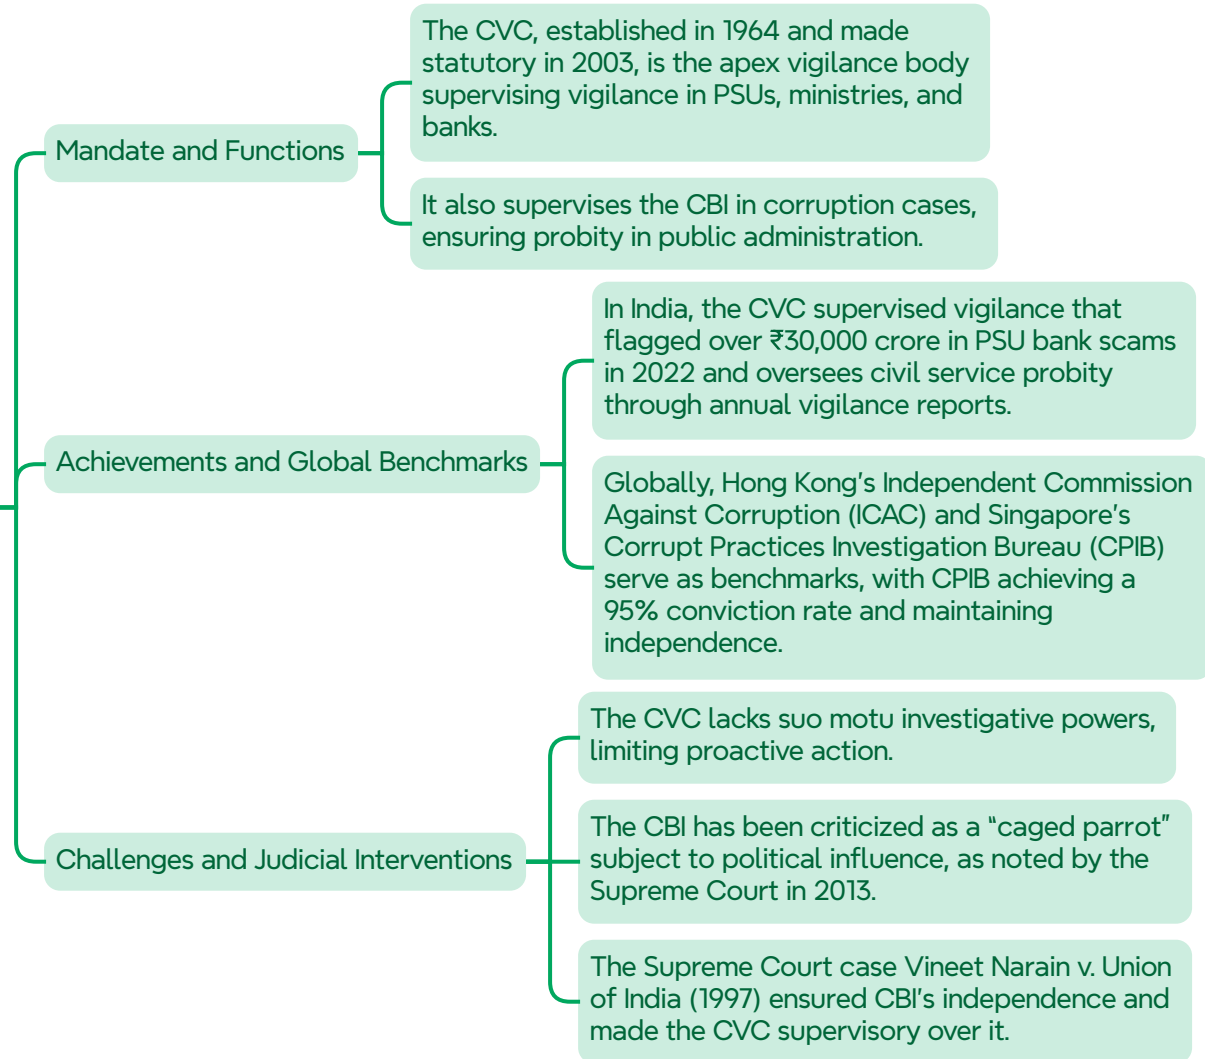 Mandate and Functions
The CVC, established in 1964 and made
statutory in 2003, is the apex vigilance body
supervising vigilance in PSUs, ministries, and
banks.
It also supervises the CBI in corruption cases,
ensuring probity in public administration.
Achievements and Global Benchmarks
In India, the CVC supervised vigilance that
flagged over ₹30,000 crore in PSU bank scams
in 2022 and oversees civil service probity
through annual vigilance reports.
Globally, Hong Kong’s Independent Commission
Against Corruption (ICAC) and Singapore’s
Corrupt Practices Investigation Bureau (CPIB)
serve as benchmarks, with CPIB achieving a
95% conviction rate and maintaining
independence.
Challenges and Judicial Interventions
The CVC lacks suo motu investigative powers,
limiting proactive action.
The CBI has been criticized as a “caged parrot”
subject to political influence, as noted by the
Supreme Court in 2013.
The Supreme Court case Vineet Narain v. Union
of India (1997) ensured CBI’s independence and
made the CVC supervisory over it.